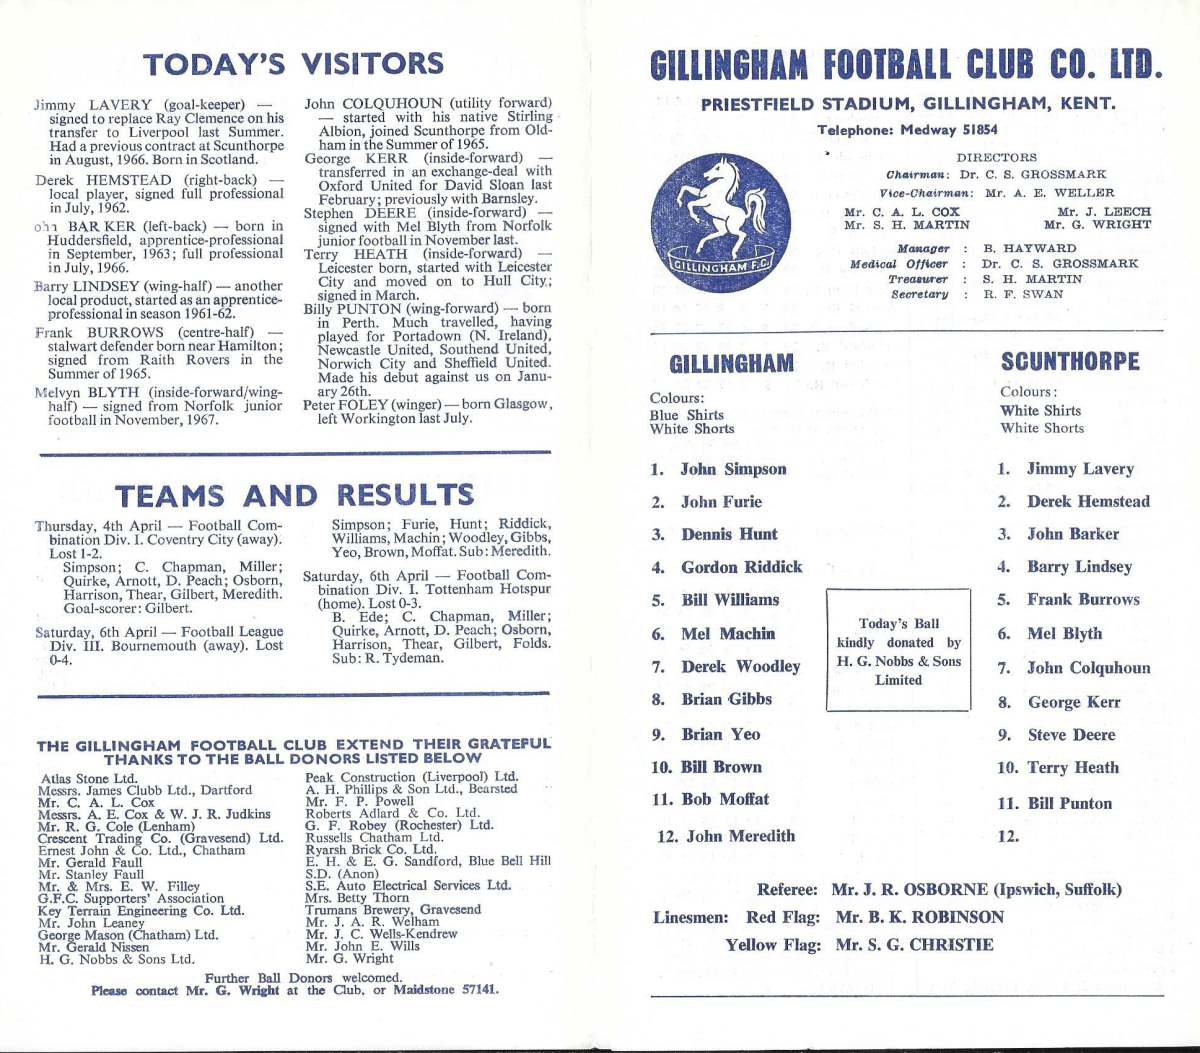 TODAY'S VISITORS
Jimmy LAVERY (goal-keeper) —
signed to replace Ray Clemence on his
transfer to Liverpool last Summer.
Had a previous contract at Scunthorpe
in August, 1966. Born in Scotland.
Derek HEMSTEAD (right-back) —
local player, signed full professional
in July, 1962.
ohn BARKER (left-back) — born in
Huddersfield, apprentice-professional
in September, 1963; full professional
in July, 1966.
Barry LINDSEY (wing-half) — another
local product, started as an apprentice-
professional in season 1961-62.
Frank BURROWS (centre-half) —
stalwart defender born near Hamilton;
signed from Raith Rovers in the
Summer of 1965.
Melvyn BLYTH (inside-forward/wing-
half) — signed from Norfolk junior
football in November, 1967.
John COLQUHOUN (utility forward)
— started with his native Stirling
Albion, joined Scunthorpe from Old-
ham in the Summer of 1965.
George KERR (inside-forward) —
transferred in an exchange-deal with
Oxford United for David Sloan last
February; previously with Barnsley.
Stephen DEERE (inside-forward) —
signed with Mel Blyth from Norfolk
junior football in November last.
Terry HEATH (inside-forward) —
Leicester born, started with Leicester
City and moved on to Hull City;
signed in March.
Billy PUNTON (wing-forward) — born
in Perth. Much travelled, having
played for Portadown (N. Ireland),
Newcastle United, Southend United,
Norwich City and Sheffield United.
Made his debut against us on Janu-
ary 26th.
Peter FOLEY (winger) — born Glasgow,
left Workington last July.
TEAMS AND RESULTS
Thursday, 4th April — Football Com-
bination Div. I. Coventry City (away).
Lost 1-2.
Simpson; C. Chapman, Miller;
Quirke, Arnott, D. Peach; Osborn,
Harrison, Thear, Gilbert, Meredith.
Goal-scorer: Gilbert.
Saturday, 6th April — Football League
Div. III. Bournemouth (away). Lost
0-4.
Simpson; Furie, Hunt; Riddick,
Williams, Machin; Woodley, Gibbs,
Yeo, Brown, Moffat. Sub: Meredith.
Saturday, 6th April — Football Com-
bination Div. I. Tottenham Hotspur
(home). Lost 0-3.
B. Ede; C. Chapman, Miller;
Quirke, Arnott, D. Peach; Osborn,
Harrison, Thear, Gilbert, Folds.
Sub: R. Tydeman.
THE GILLINGHAM FOOTBALL CLUB EXTEND THEIR GRATEFUL
THANKS TO THE BALL DONORS LISTED BELOW
Atlas Stone Ltd.
Messrs. James Clubb Ltd., Dartford
Mr. C. A. L. Cox
Messrs. A. E. Cox & W. J. R. Judkins
Mr. R. G. Cole (Lenham)
Crescent Trading Co. (Gravesend) Ltd.
Ernest John & Co. Ltd., Chatham
Mr. Gerald Faull
Mr. Stanley Faull
Mr. & Mrs. E. W. Filley
G.F.C. Supporters' Association
Key Terrain Engineering Co. Ltd.
Mr. John Leaney
George Mason (Chatham) Ltd.
Mr. Gerald Nissen
H. G. Nobbs & Sons Ltd.
Peak Construction (Liverpool) Ltd.
A. H. Phillips & Son Ltd., Bearsted
Mr. F. P. Powell
Roberts Adlard & Co. Ltd.
G. F. Robey (Rochester) Ltd.
Russells Chatham Ltd.
Ryarsh Brick Co. Ltd.
E. H. & E. G. Sandford, Blue Bell Hill
S.D. (Anon)
S.E. Auto Electrical Services Ltd.
Mrs. Betty Thorn
Trumans Brewery, Gravesend
Mr. J. A. R. Welham
Mr. J. C. Wells-Kendrew
Mr. John E. Wills
Mr. G. Wright
Further Ball Donors welcomed.
Please contact Mr. G. Wright at the Club, or Maidstone 57141.
GILLINGHAM FOOTBALL CLUB CO. LTD.
PRIESTFIELD STADIUM, GILLINGHAM, KENT.
Telephone: Medway 51854
GILLINGHAM F.C.
DIRECTORS
Chairman: Dr. C. S. GROSSMARK
Vice-Chairman: Mr. A. E. WELLER
Mr. C. A. L. COX Mr. J. LEECH
Mr. S. H. MARTIN Mr. G. WRIGHT
Manager : B. HAYWARD
Medical Officer : Dr. C. S. GROSSMARK
Treasurer : S. H. MARTIN
Secretary : R. F. SWAN
GILLINGHAM
Colours:
Blue Shirts
White Shorts
1. John Simpson
2. John Furie
3. Dennis Hunt
4. Gordon Riddick
5. Bill Williams
6. Mel Machin
7. Derek Woodley
8. Brian Gibbs
9. Brian Yeo
10. Bill Brown
11. Bob Moffat
12. John Meredith
Today's Ball
kindly donated by
H. G. Nobbs & Sons
Limited
SCUNTHORPE
Colours:
White Shirts
White Shorts
1. Jimmy Lavery
2. Derek Hemstead
3. John Barker
4. Barry Lindsey
5. Frank Burrows
6. Mel Blyth
7. John Colquhoun
8. George Kerr
9. Steve Deere
10. Terry Heath
11. Bill Punton
12.
Referee: Mr. J. R. OSBORNE (Ipswich, Suffolk)
Linesmen: Red Flag: Mr. B. K. ROBINSON
Yellow Flag: Mr. S. G. CHRISTIE